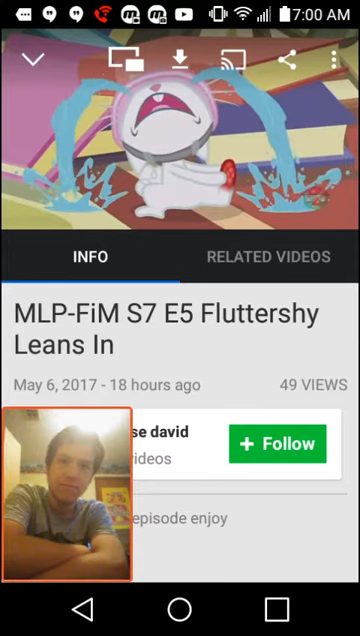 7:00 AM
INFO
RELATED VIDEOS
MLP-FiM S7 E5 Fluttershy
Leans In
May 6, 2017 - 18 hours ago
49 VIEWS
se david
+ Follow
videos
episode enjoy